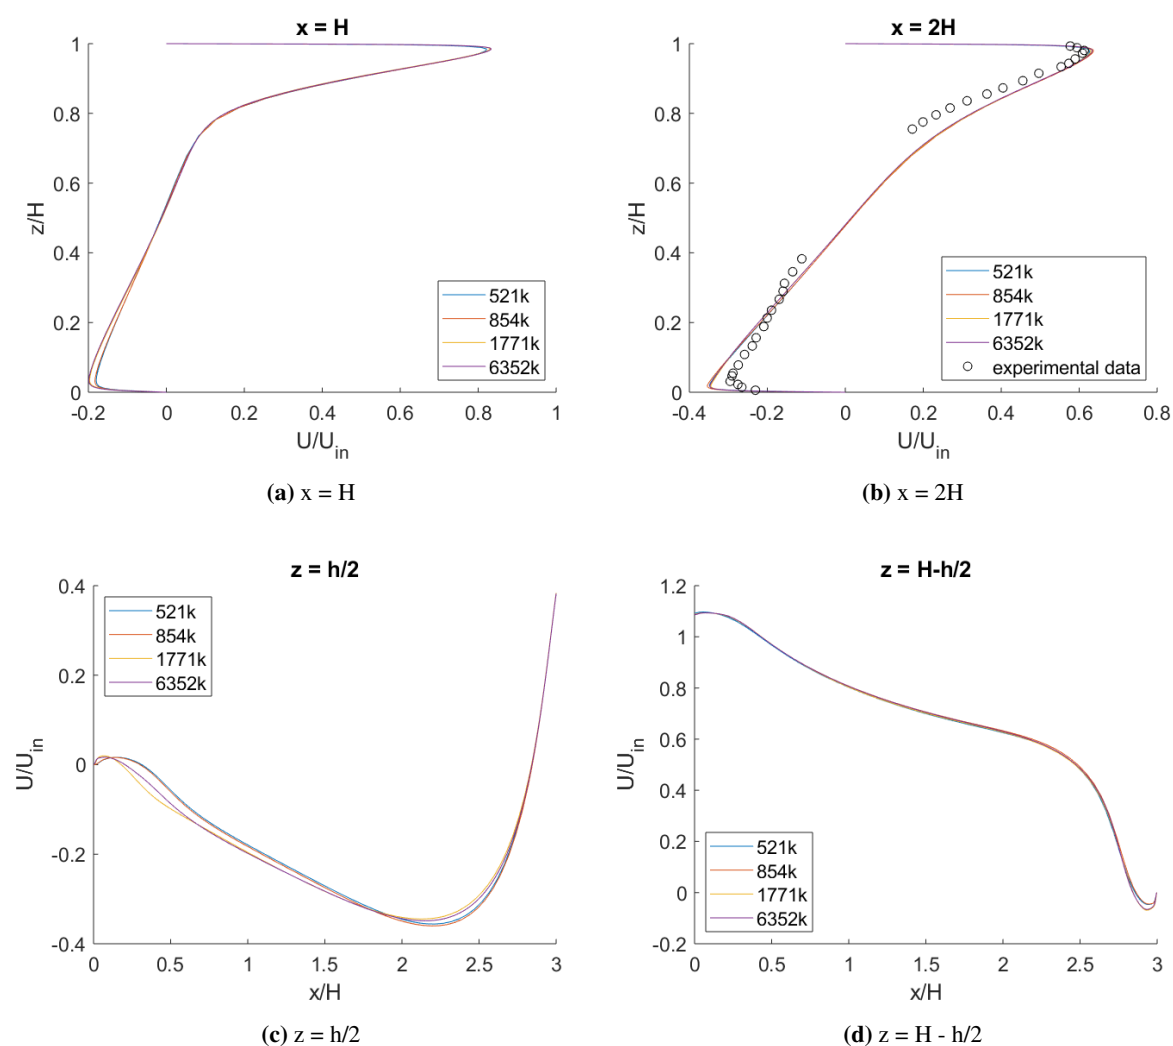 x = H
1
0.8
0.6
0.4
0.2
0
z/H
-0.2 0 0.2 0.4 0.6 0.8 1
U/U_in
521k
854k
1771k
6352k
(a) x = H
x = 2H
1
0.8
0.6
0.4
0.2
0
z/H
-0.4 -0.2 0 0.2 0.4 0.6 0.8
U/U_in
521k
854k
1771k
6352k
experimental data
(b) x = 2H
z = h/2
0.4
0.2
0
-0.2
-0.4
U/U_in
0 0.5 1 1.5 2 2.5 3
x/H
521k
854k
1771k
6352k
(c) z = h/2
z = H-h/2
1.2
1
0.8
0.6
0.4
0.2
0
-0.2
U/U_in
0 0.5 1 1.5 2 2.5 3
x/H
521k
854k
1771k
6352k
(d) z = H - h/2